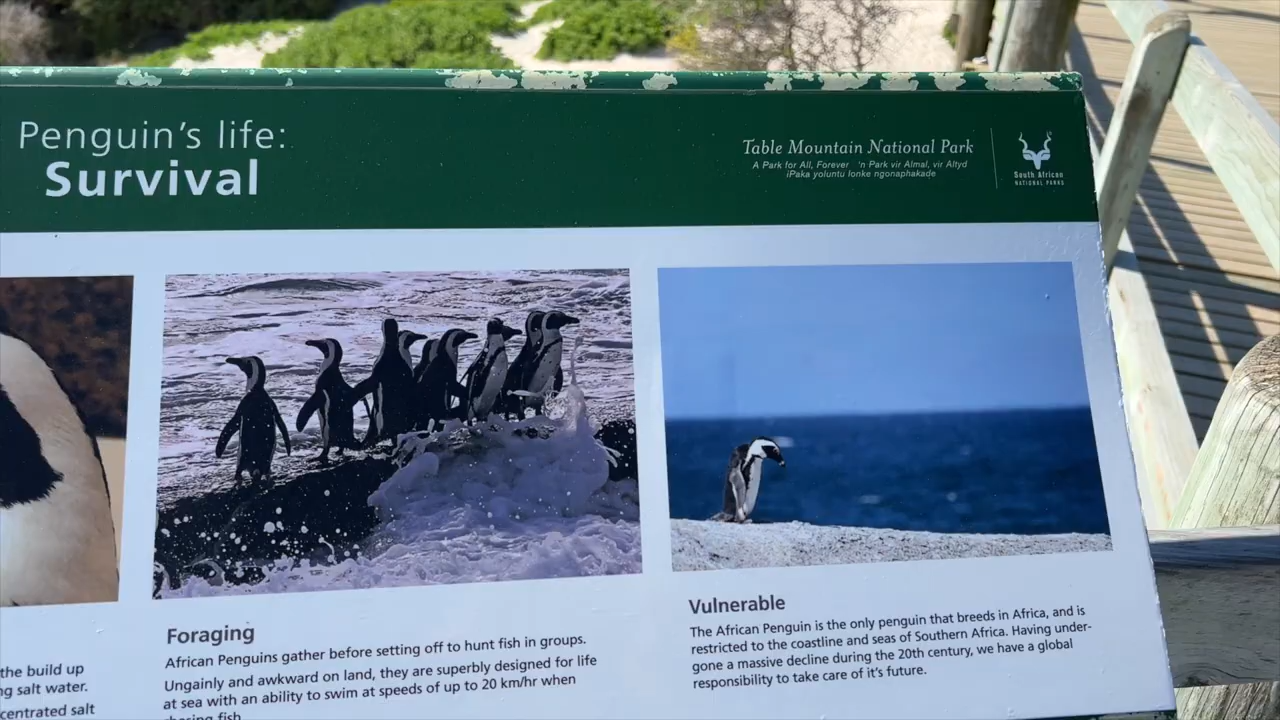 Penguin's life:
Survival
Table Mountain National Park
A Park for All, Forever 'n Park vir Almal, vir Altyd
iPaka yoluntu lonke ngonaphakade
South African
NATIONAL PARKS
the build up
ng salt water.
centrated salt
Foraging
African Penguins gather before setting off to hunt fish in groups.
Ungainly and awkward on land, they are superbly designed for life
at sea with an ability to swim at speeds of up to 20 km/hr when
chasing fish
Vulnerable
The African Penguin is the only penguin that breeds in Africa, and is
restricted to the coastline and seas of Southern Africa. Having under-
gone a massive decline during the 20th century, we have a global
responsibility to take care of it's future.